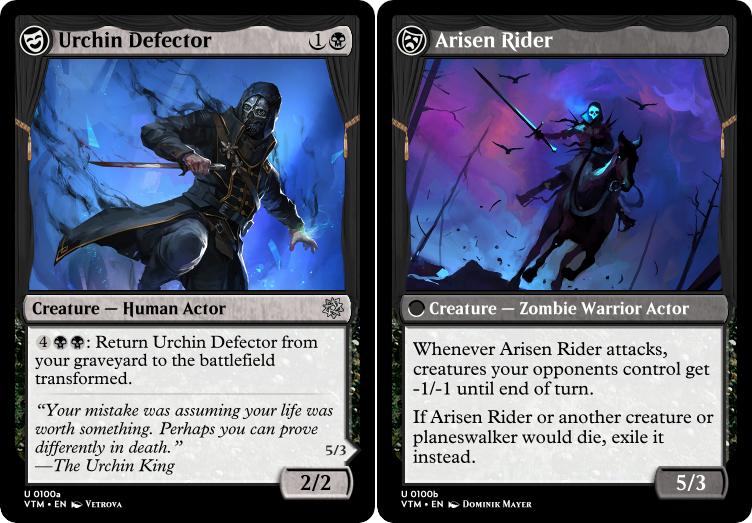 Urchin Defector 1
Creature — Human Actor
4 : Return Urchin Defector from
your graveyard to the battlefield
transformed.
“Your mistake was assuming your life was
worth something. Perhaps you can prove
differently in death.”
—The Urchin King
5/3
2/2
U 0100a
VTM • EN Vetrova
Arisen Rider
Creature — Zombie Warrior Actor
Whenever Arisen Rider attacks,
creatures your opponents control get
-1/-1 until end of turn.
If Arisen Rider or another creature or
planeswalker would die, exile it
instead.
5/3
U 0100b
VTM • EN Dominik Mayer